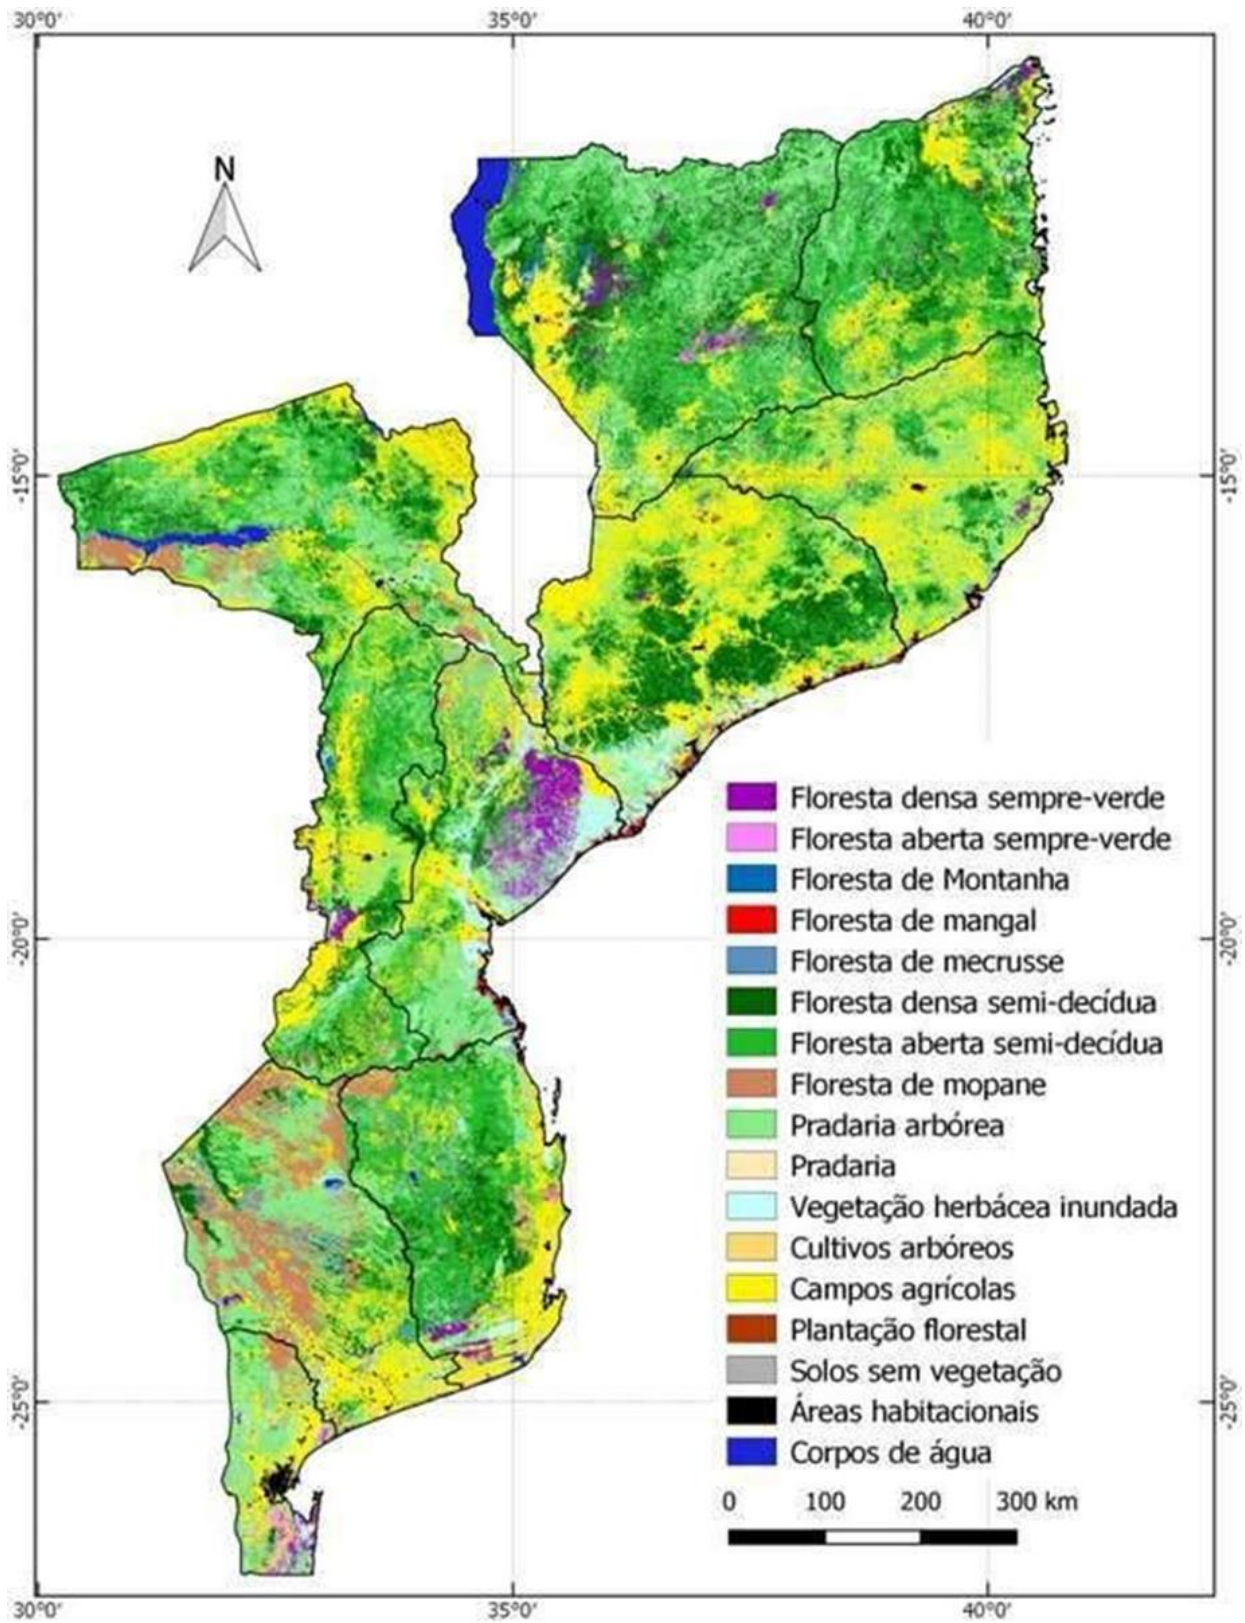 30°0' 35°0' 40°0'
N
-15°0' -15°0'
-20°0' -20°0'
-25°0' -25°0'
Floresta densa sempre-verde
Floresta aberta sempre-verde
Floresta de Montanha
Floresta de mangal
Floresta de mecrusse
Floresta densa semi-decídua
Floresta aberta semi-decídua
Floresta de mopane
Pradaria arbórea
Pradaria
Vegetação herbácea inundada
Cultivos arbóreos
Campos agrícolas
Plantação florestal
Solos sem vegetação
Áreas habitacionais
Corpos de água
0 100 200 300 km
30°0' 35°0' 40°0'